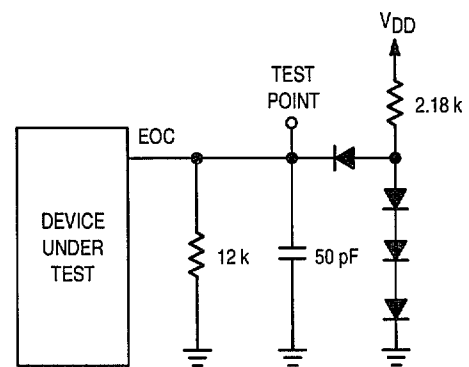 VDD
2.18 k
TEST
POINT
EOC
DEVICE
UNDER
TEST
12 k
50 pF